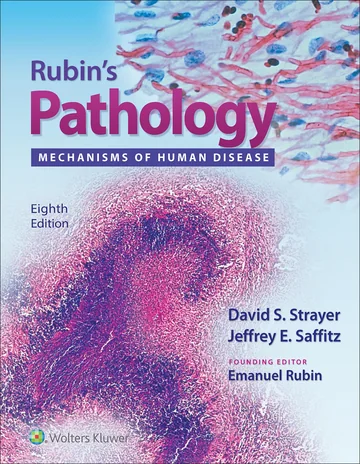 Rubin's
Pathology
MECHANISMS OF HUMAN DISEASE
Eighth
Edition
David S. Strayer
Jeffrey E. Saffitz
FOUNDING EDITOR
Emanuel Rubin
Wolters Kluwer